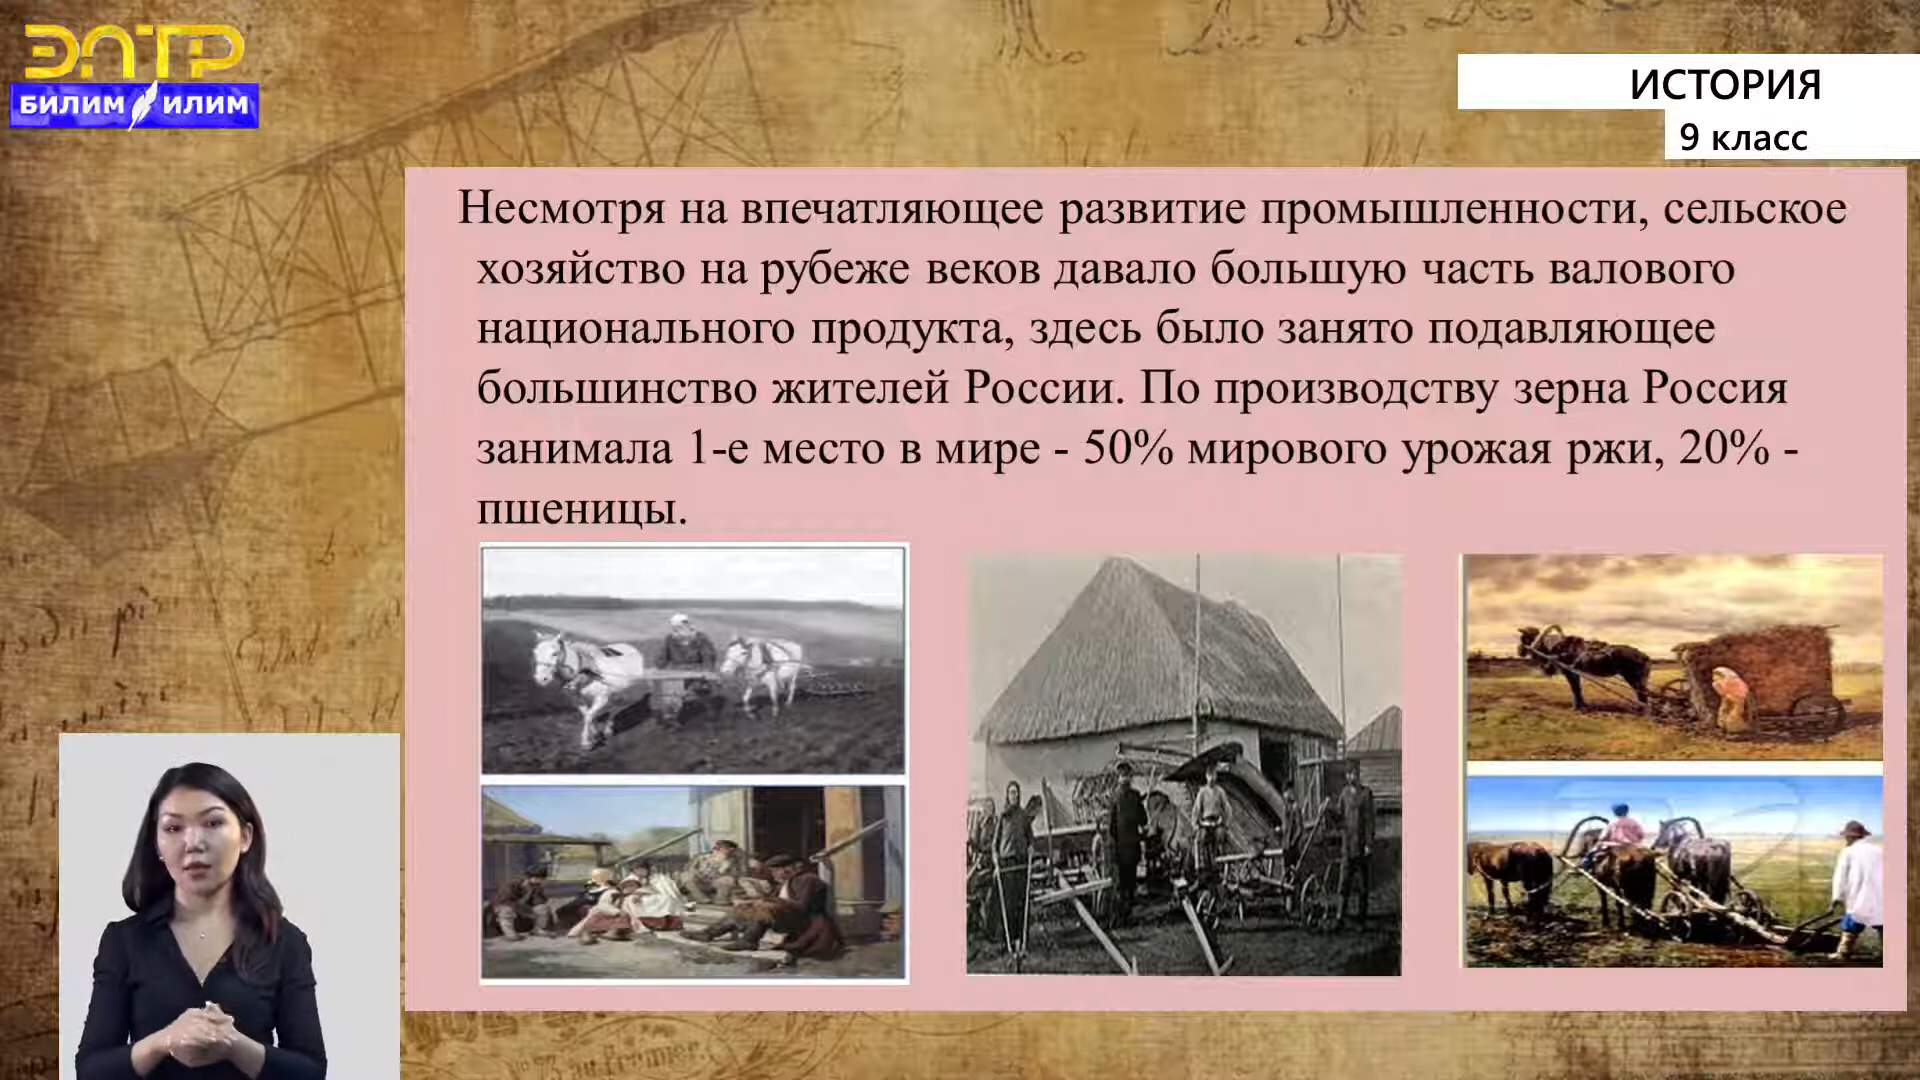 ЭЛТР
БИЛИМ ИЛИМ
ИСТОРИЯ
9 класс
Несмотря на впечатляющее развитие промышленности, сельское
хозяйство на рубеже веков давало большую часть валового
национального продукта, здесь было занято подавляющее
большинство жителей России. По производству зерна Россия
занимала 1-е место в мире - 50% мирового урожая ржи, 20% -
пшеницы.